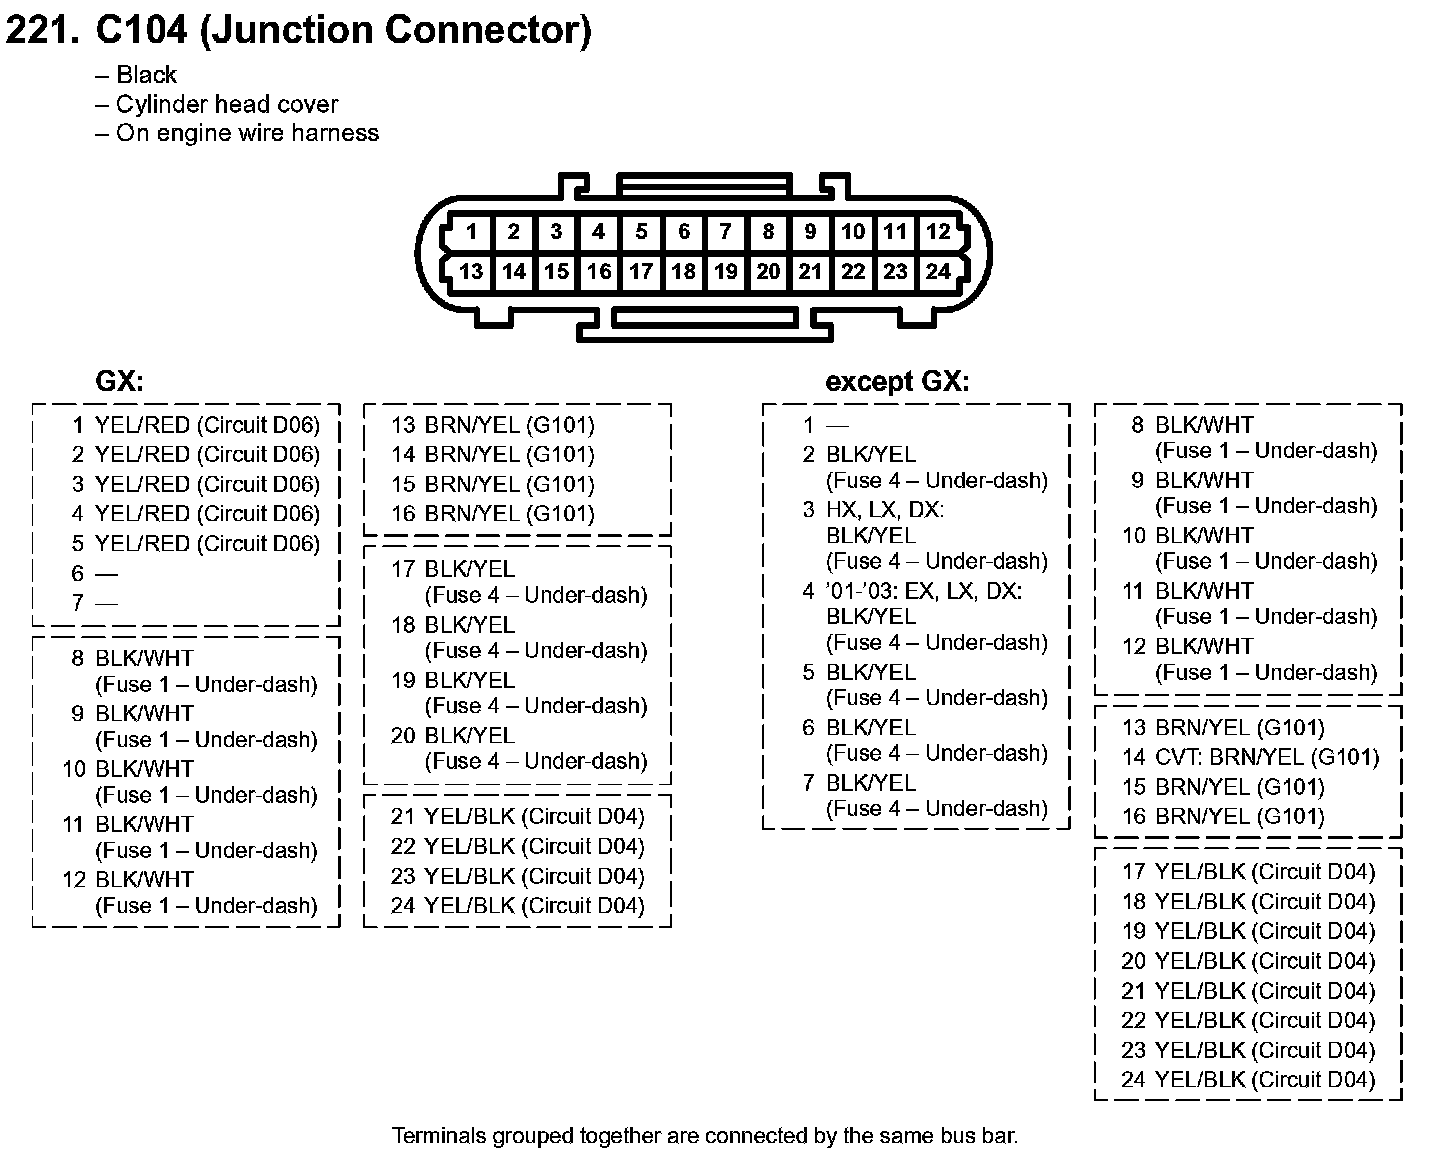 221. C104 (Junction Connector)
– Black
– Cylinder head cover
– On engine wire harness
1 2 3 4 5 6 7 8 9 10 11 12
13 14 15 16 17 18 19 20 21 22 23 24
GX:
1 YEL/RED (Circuit D06)
2 YEL/RED (Circuit D06)
3 YEL/RED (Circuit D06)
4 YEL/RED (Circuit D06)
5 YEL/RED (Circuit D06)
6 —
7 —
8 BLK/WHT
(Fuse 1 – Under-dash)
9 BLK/WHT
(Fuse 1 – Under-dash)
10 BLK/WHT
(Fuse 1 – Under-dash)
11 BLK/WHT
(Fuse 1 – Under-dash)
12 BLK/WHT
(Fuse 1 – Under-dash)
13 BRN/YEL (G101)
14 BRN/YEL (G101)
15 BRN/YEL (G101)
16 BRN/YEL (G101)
17 BLK/YEL
(Fuse 4 – Under-dash)
18 BLK/YEL
(Fuse 4 – Under-dash)
19 BLK/YEL
(Fuse 4 – Under-dash)
20 BLK/YEL
(Fuse 4 – Under-dash)
21 YEL/BLK (Circuit D04)
22 YEL/BLK (Circuit D04)
23 YEL/BLK (Circuit D04)
24 YEL/BLK (Circuit D04)
except GX:
1 —
2 BLK/YEL
(Fuse 4 – Under-dash)
3 HX, LX, DX:
BLK/YEL
(Fuse 4 – Under-dash)
4 ’01-’03: EX, LX, DX:
BLK/YEL
(Fuse 4 – Under-dash)
5 BLK/YEL
(Fuse 4 – Under-dash)
6 BLK/YEL
(Fuse 4 – Under-dash)
7 BLK/YEL
(Fuse 4 – Under-dash)
8 BLK/WHT
(Fuse 1 – Under-dash)
9 BLK/WHT
(Fuse 1 – Under-dash)
10 BLK/WHT
(Fuse 1 – Under-dash)
11 BLK/WHT
(Fuse 1 – Under-dash)
12 BLK/WHT
(Fuse 1 – Under-dash)
13 BRN/YEL (G101)
14 CVT: BRN/YEL (G101)
15 BRN/YEL (G101)
16 BRN/YEL (G101)
17 YEL/BLK (Circuit D04)
18 YEL/BLK (Circuit D04)
19 YEL/BLK (Circuit D04)
20 YEL/BLK (Circuit D04)
21 YEL/BLK (Circuit D04)
22 YEL/BLK (Circuit D04)
23 YEL/BLK (Circuit D04)
24 YEL/BLK (Circuit D04)
Terminals grouped together are connected by the same bus bar.